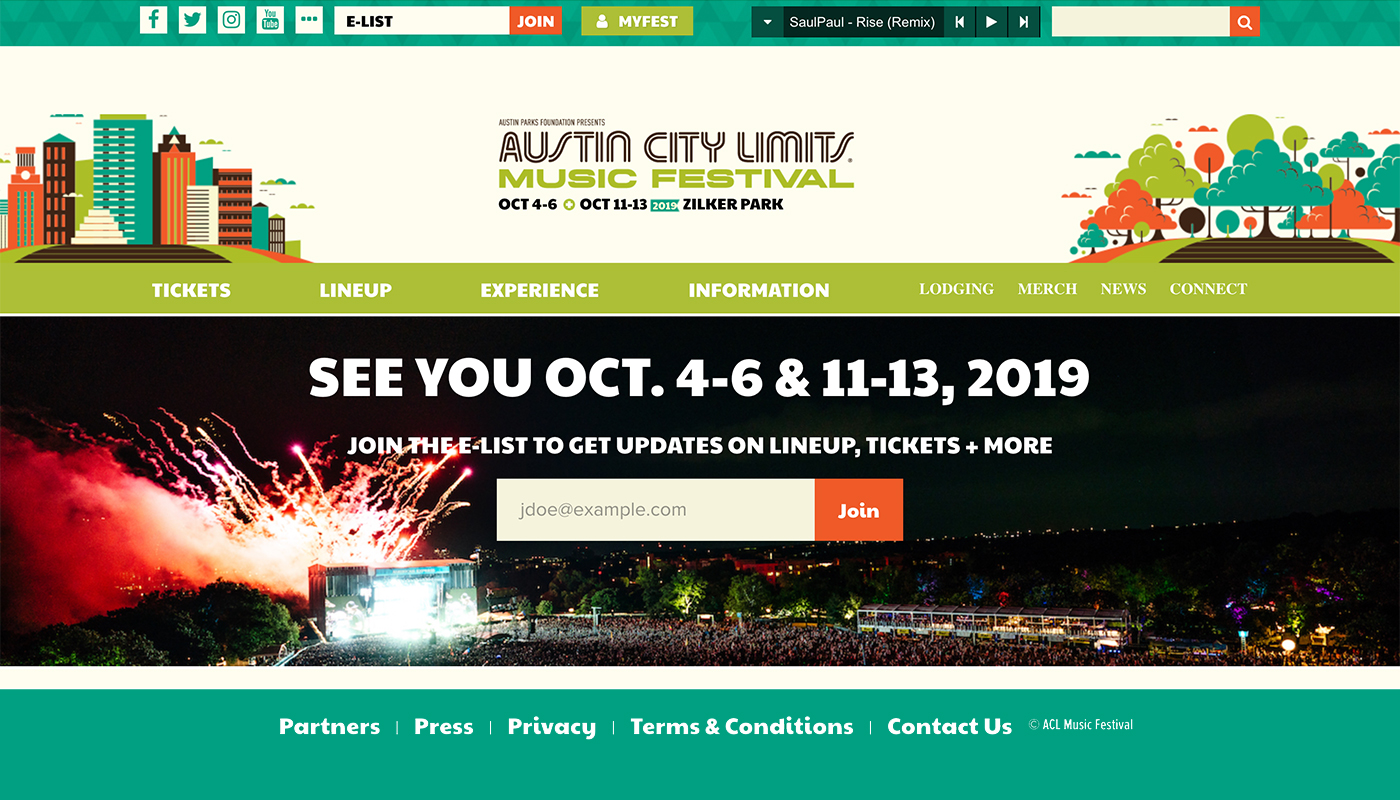 You Tube
E-LIST
JOIN
MYFEST
SaulPaul - Rise (Remix)
AUSTIN PARKS FOUNDATION PRESENTS
AUSTIN CITY LIMITS®
MUSIC FESTIVAL
OCT 4-6 OCT 11-13 2019 ZILKER PARK
TICKETS
LINEUP
EXPERIENCE
INFORMATION
LODGING
MERCH
NEWS
CONNECT
SEE YOU OCT. 4-6 & 11-13, 2019
JOIN THE E-LIST TO GET UPDATES ON LINEUP, TICKETS + MORE
jdoe@example.com
Join
Partners | Press | Privacy | Terms & Conditions | Contact Us © ACL Music Festival